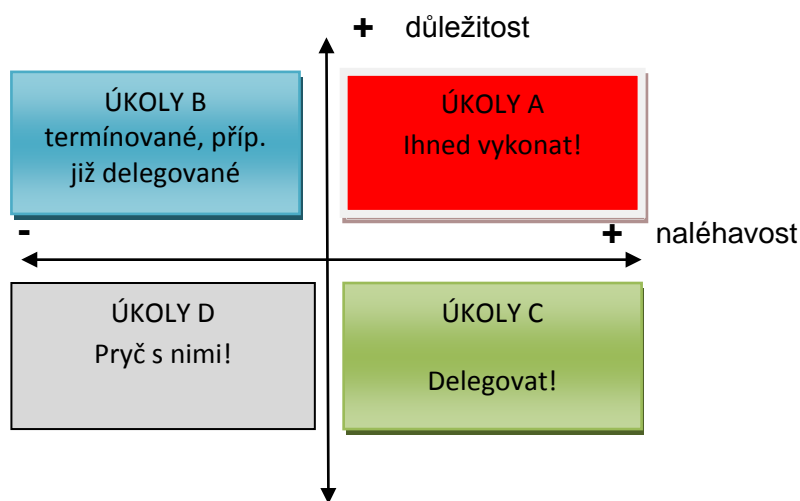 + důležitost
ÚKOLY B
termínované, příp.
již delegované
ÚKOLY A
Ihned vykonat!
-
+ naléhavost
ÚKOLY D
Pryč s nimi!
ÚKOLY C
Delegovat!